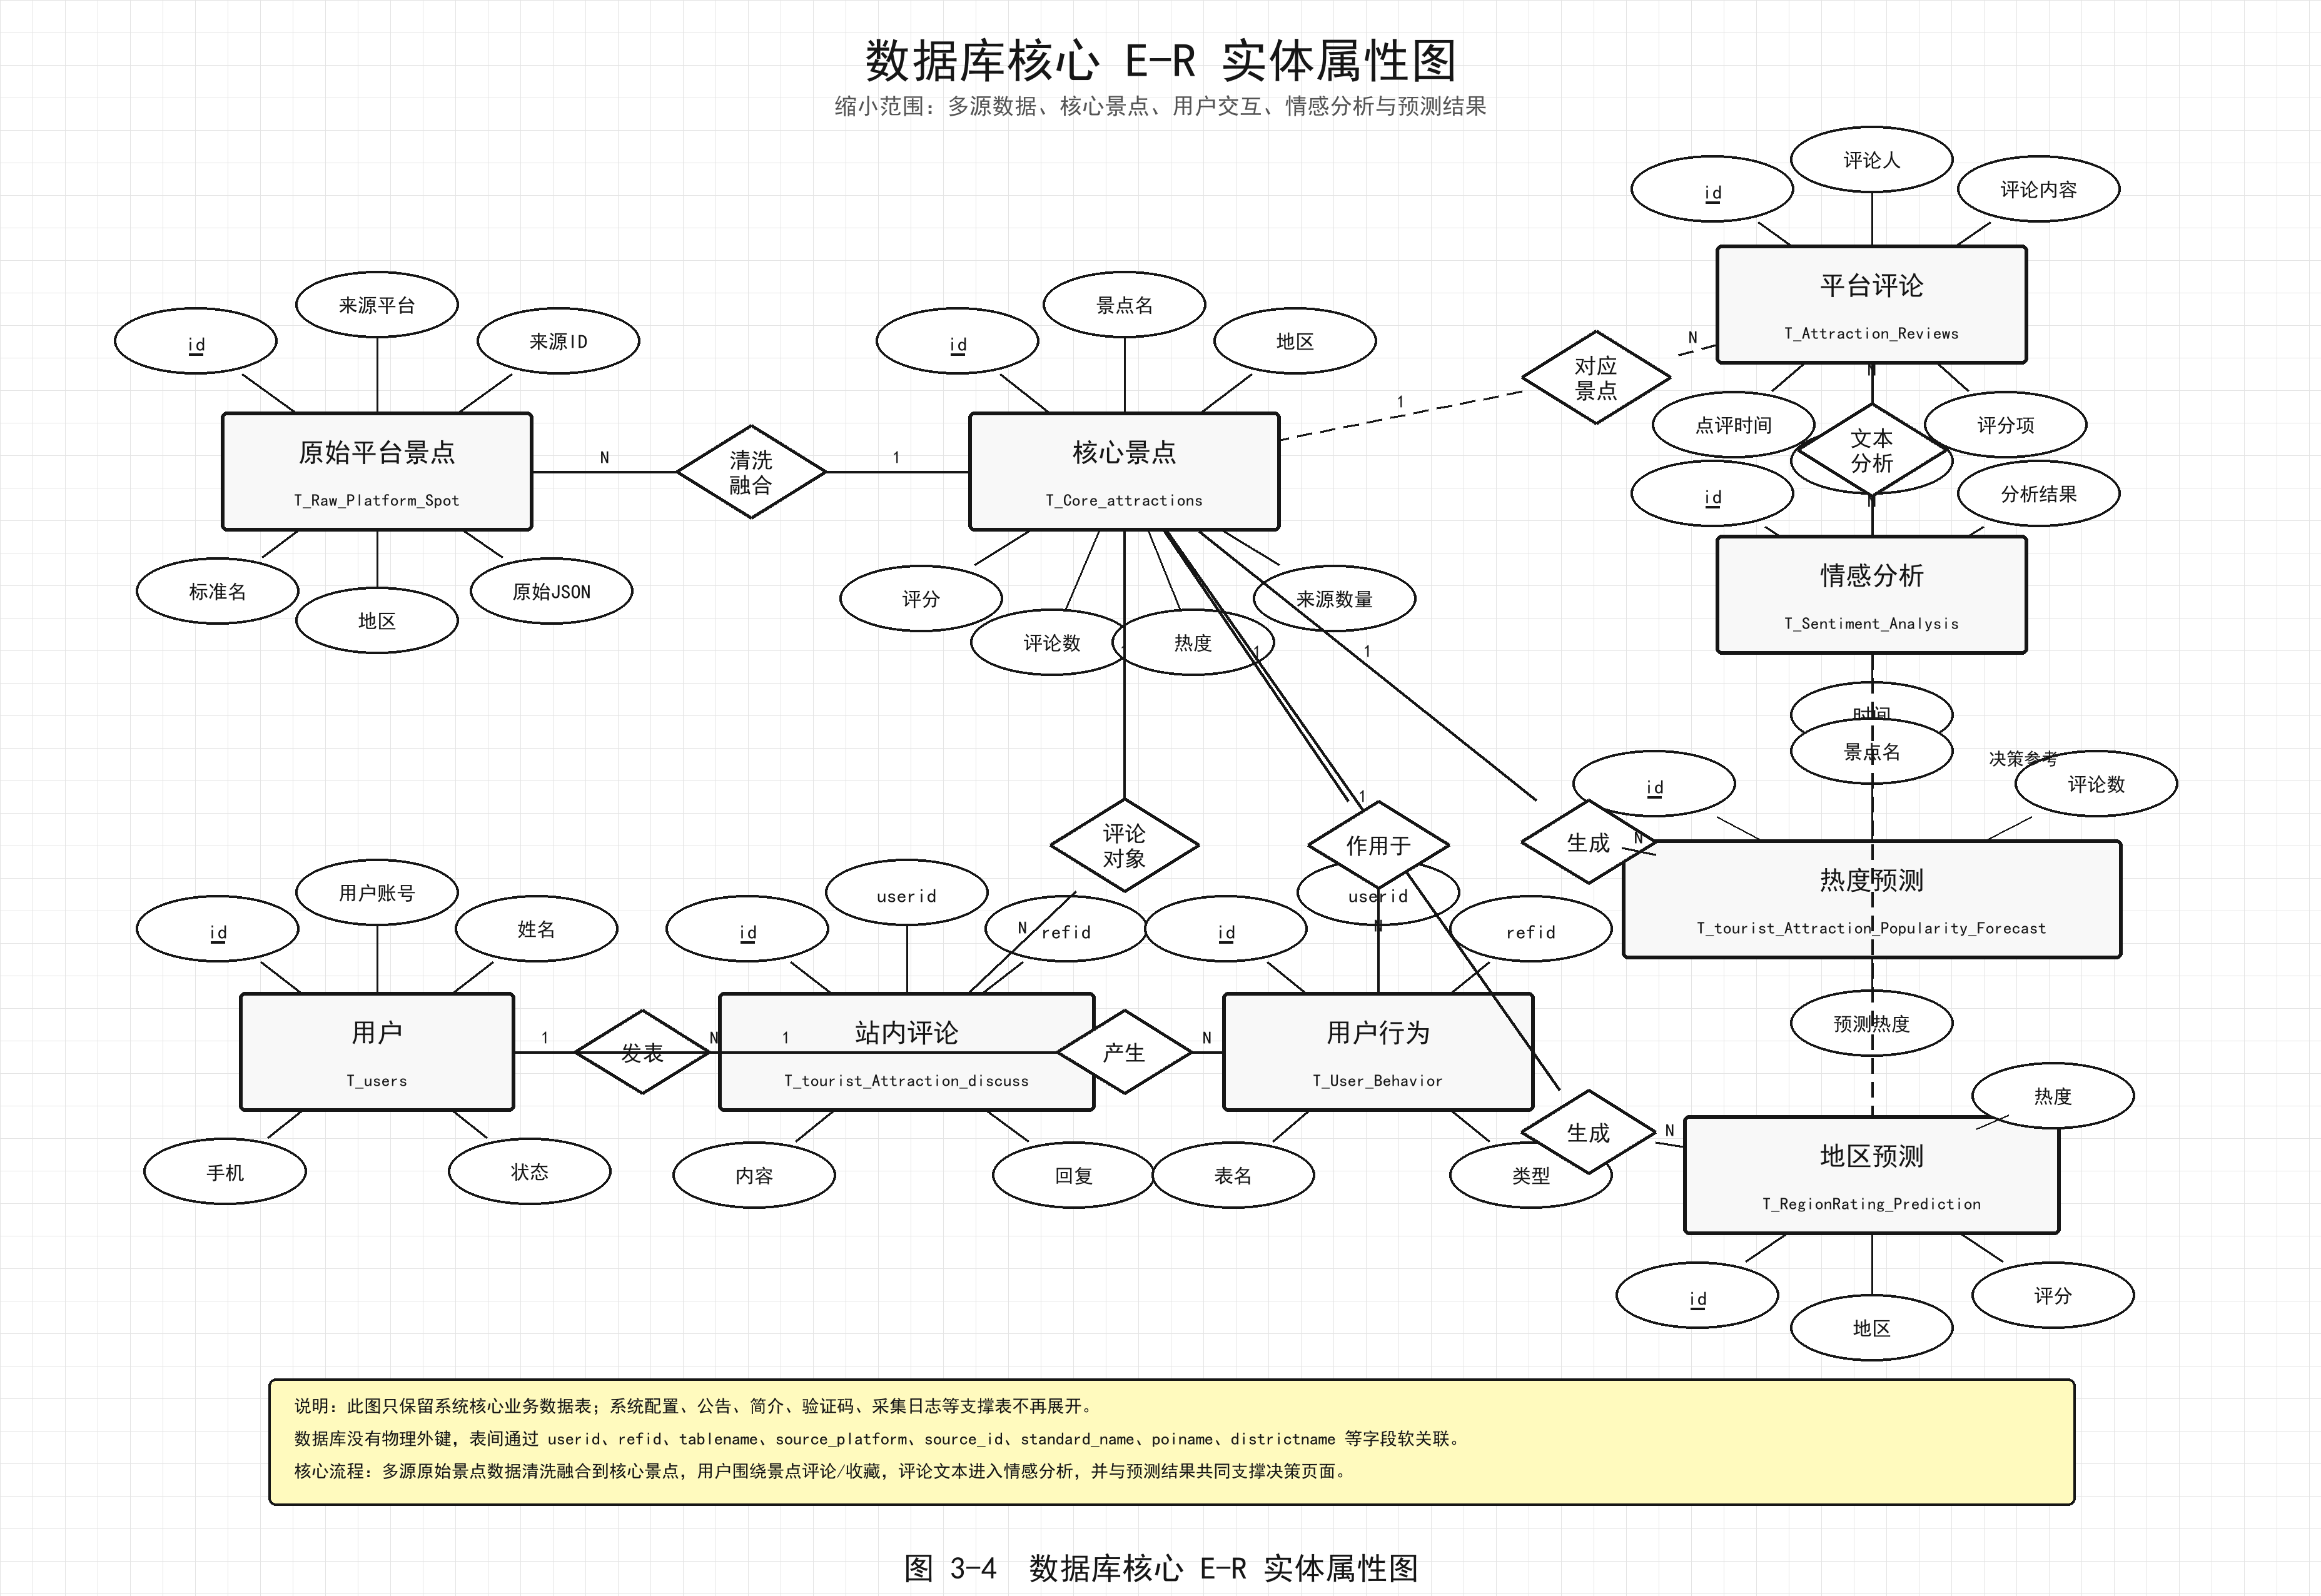 数据库核心 E-R 实体属性图
缩小范围：多源数据、核心景点、用户交互、情感分析与预测结果
评论人
id
评论内容
平台评论
T_Attraction_Reviews
来源平台
id
来源ID
景点名
id
地区
对应
景点
1
N
N
点评时间
评分项
文本
分析
原始平台景点
T_Raw_Platform_Spot
N
清洗
融合
1
核心景点
T_Core_attractions
id
分析结果
N
情感分析
T_Sentiment_Analysis
标准名
地区
原始JSON
评分
评论数
热度
来源数量
1
1
时间
景点名
决策参考
id
评论数
1
评论
对象
作用于
生成
N
热度预测
T_tourist_Attraction_Popularity_Forecast
用户账号
id
姓名
userid
id
N
refid
userid
id
N
refid
预测热度
用户
T_users
1
发表
N
1
站内评论
T_tourist_Attraction_discuss
产生
N
用户行为
T_User_Behavior
生成
N
热度
地区预测
T_RegionRating_Prediction
手机
状态
内容
回复
表名
类型
id
地区
评分
说明：此图只保留系统核心业务数据表；系统配置、公告、简介、验证码、采集日志等支撑表不再展开。
数据库没有物理外键，表间通过 userid、refid、tablename、source_platform、source_id、standard_name、poiname、districtname 等字段软关联。
核心流程：多源原始景点数据清洗融合到核心景点，用户围绕景点评论/收藏，评论文本进入情感分析，并与预测结果共同支撑决策页面。
图 3-4 数据库核心 E-R 实体属性图